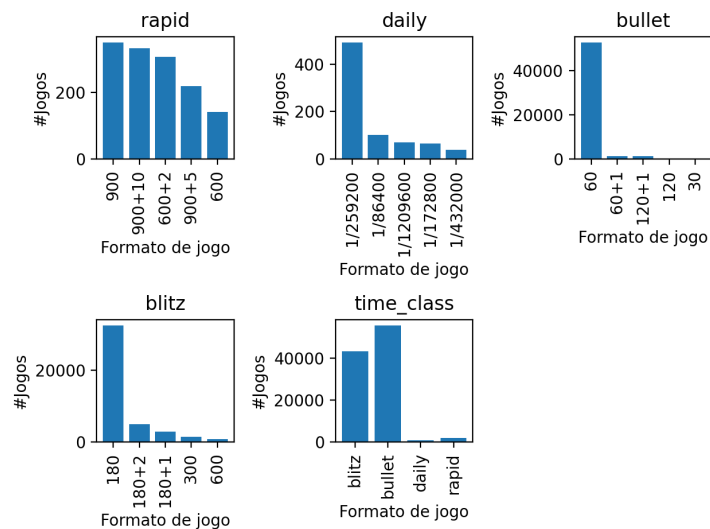 rapid
#Jogos
200
0
900
900+10
600+2
900+5
600
Formato de jogo
daily
#Jogos
400
200
0
1/259200
1/86400
1/1209600
1/172800
1/432000
Formato de jogo
bullet
#Jogos
40000
20000
0
60
60+1
120+1
120
30
Formato de jogo
blitz
#Jogos
20000
0
180
180+2
180+1
300
600
Formato de jogo
time_class
#Jogos
40000
20000
0
blitz
bullet
daily
rapid
Formato de jogo